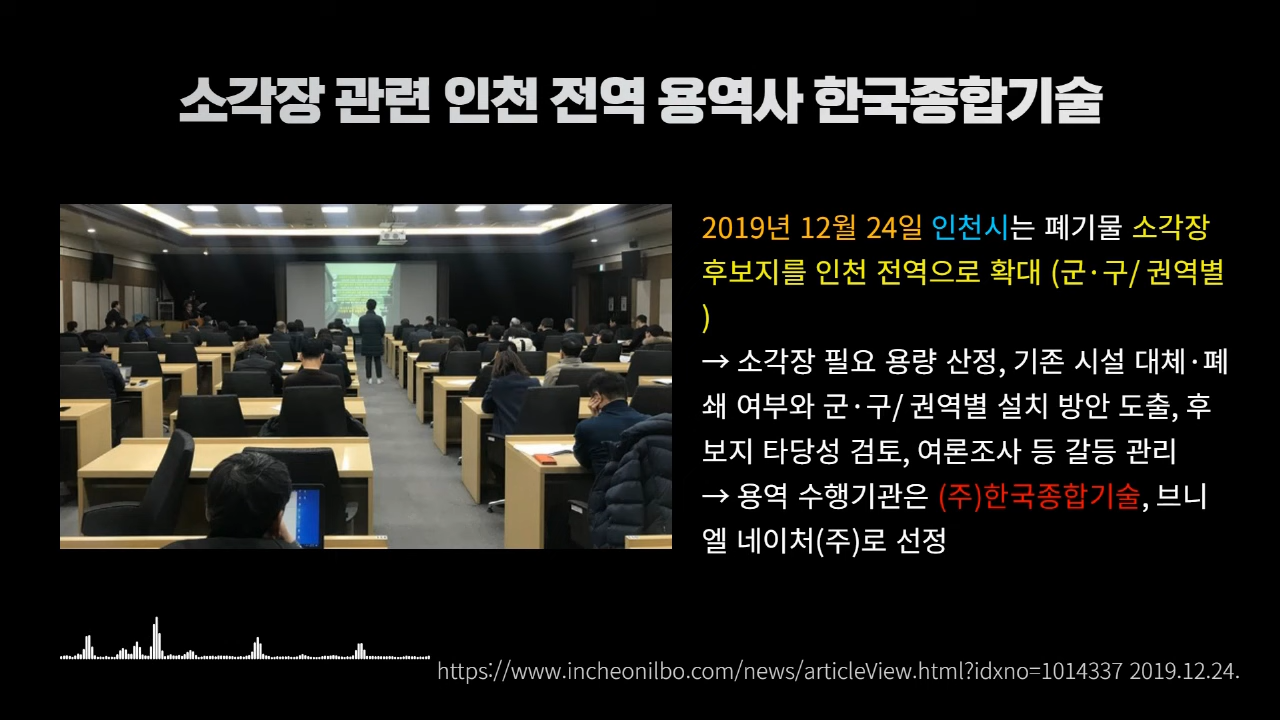 소각장 관련 인천 전역 용역사 한국종합기술
2019년 12월 24일 인천시는 폐기물 소각장
후보지를 인천 전역으로 확대 (군·구/ 권역별
)
→ 소각장 필요 용량 산정, 기존 시설 대체·폐
쇄 여부와 군·구/ 권역별 설치 방안 도출, 후
보지 타당성 검토, 여론조사 등 갈등 관리
→ 용역 수행기관은 (주)한국종합기술, 브니
엘 네이처(주)로 선정
https://www.incheonilbo.com/news/articleView.html?idxno=1014337 2019.12.24.